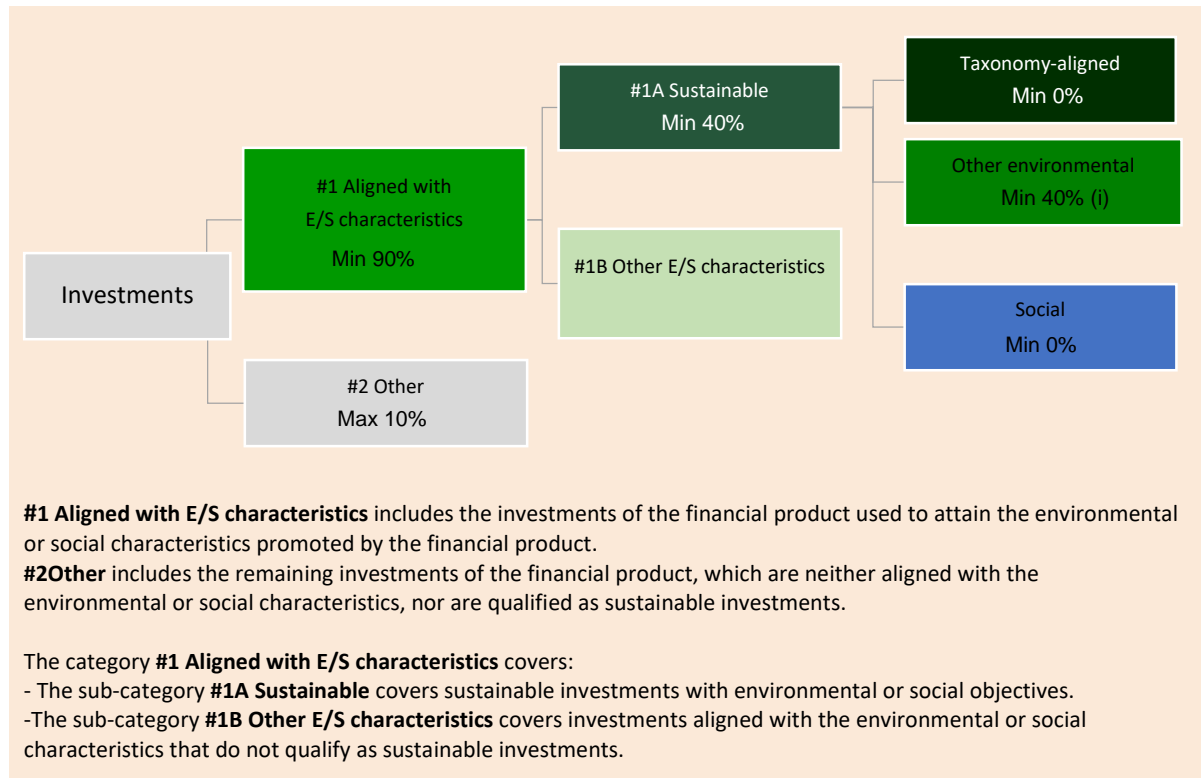 Investments
#1 Aligned with
E/S characteristics
Min 90%
#2 Other
Max 10%
#1A Sustainable
Min 40%
#1B Other E/S characteristics
Taxonomy-aligned
Min 0%
Other environmental
Min 40% (i)
Social
Min 0%
#1 Aligned with E/S characteristics includes the investments of the financial product used to attain the environmental
or social characteristics promoted by the financial product.
#2Other includes the remaining investments of the financial product, which are neither aligned with the
environmental or social characteristics, nor are qualified as sustainable investments.
The category #1 Aligned with E/S characteristics covers:
- The sub-category #1A Sustainable covers sustainable investments with environmental or social objectives.
-The sub-category #1B Other E/S characteristics covers investments aligned with the environmental or social
characteristics that do not qualify as sustainable investments.